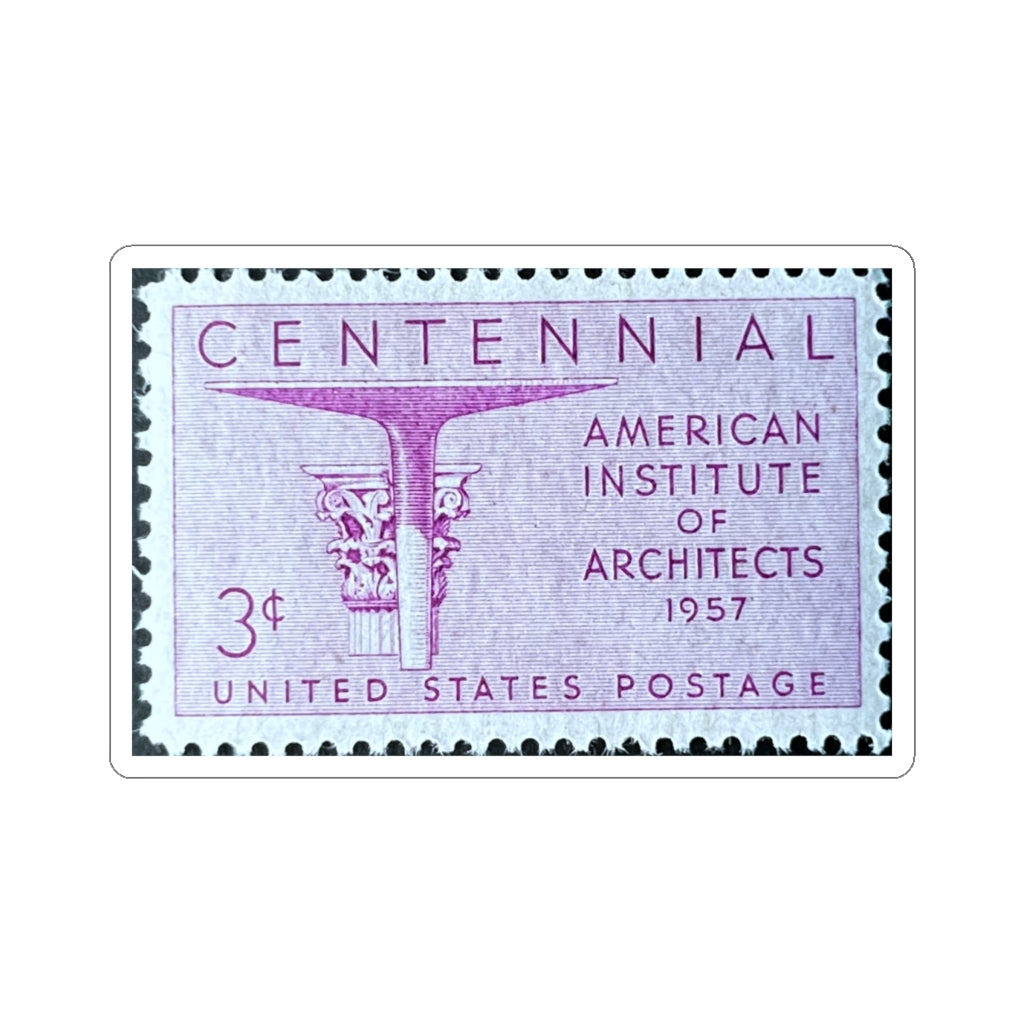 CENTENNIAL
AMERICAN
INSTITUTE
OF
ARCHITECTS
1957
3¢
UNITED STATES POSTAGE